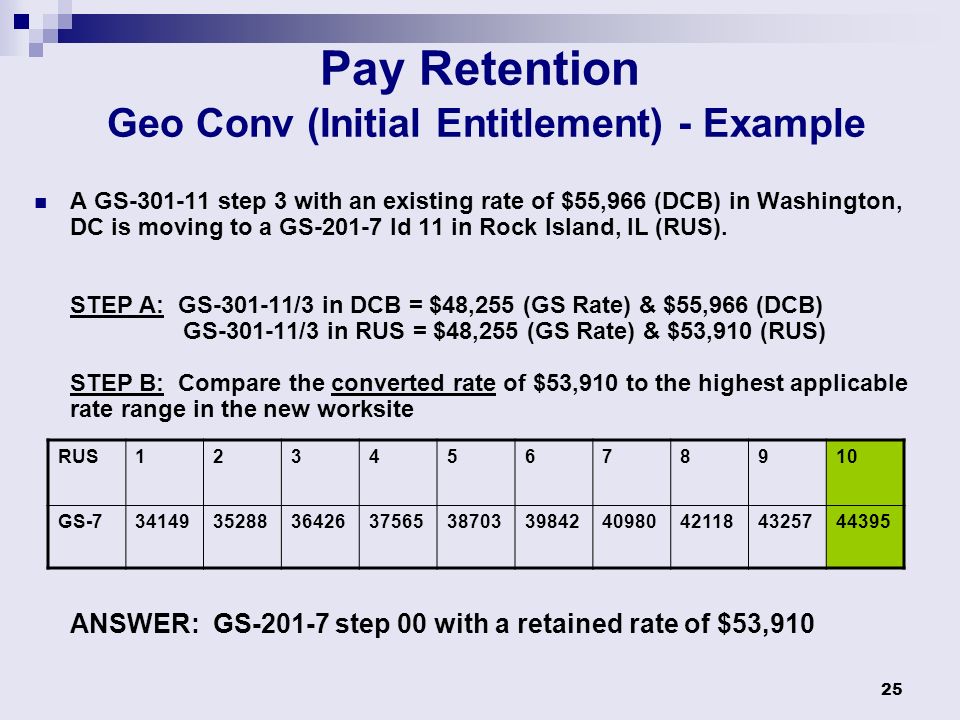 Pay Retention
Geo Conv (Initial Entitlement) - Example
A GS-301-11 step 3 with an existing rate of $55,966 (DCB) in Washington,
DC is moving to a GS-201-7 ld 11 in Rock Island, IL (RUS).
STEP A: GS-301-11/3 in DCB = $48,255 (GS Rate) & $55,966 (DCB)
GS-301-11/3 in RUS = $48,255 (GS Rate) & $53,910 (RUS)
STEP B: Compare the converted rate of $53,910 to the highest applicable
rate range in the new worksite
RUS 1 2 3 4 5 6 7 8 9 10
GS-7 34149 35288 36426 37565 38703 39842 40980 42118 43257 44395
ANSWER: GS-201-7 step 00 with a retained rate of $53,910
25